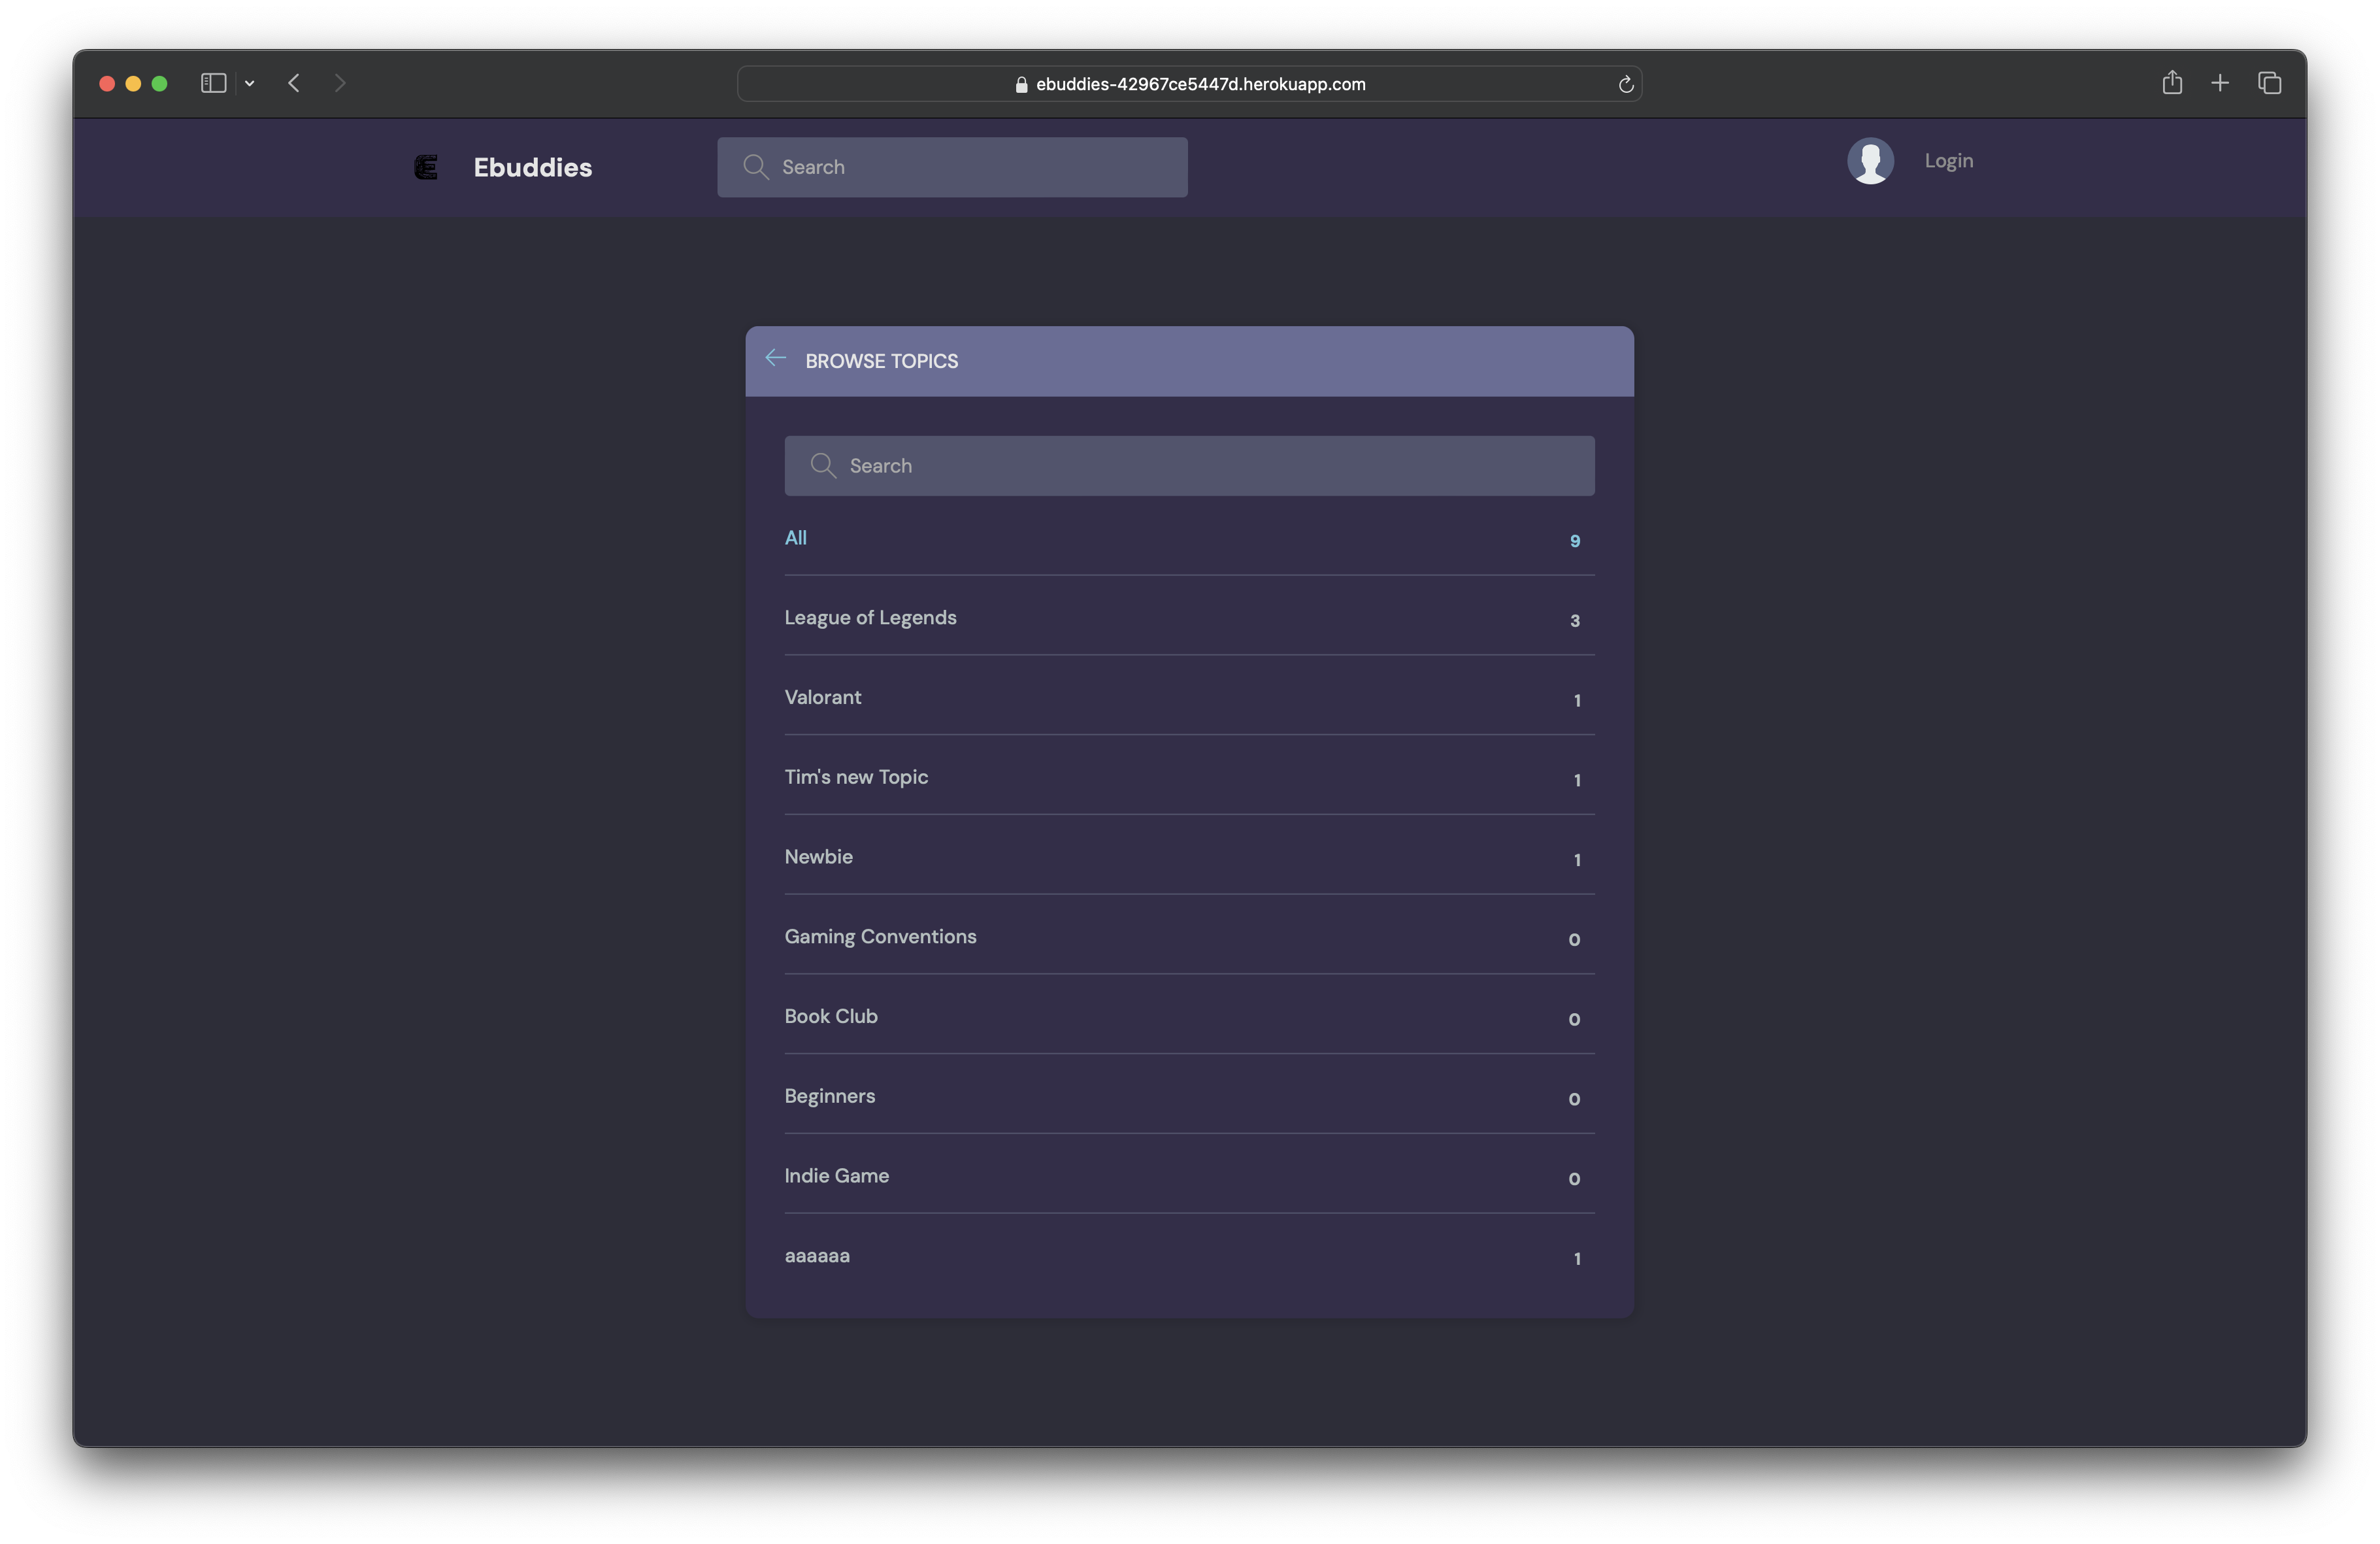 ebuddies-42967ce5447d.herokuapp.com
Ebuddies
Search
Login
BROWSE TOPICS
Search
All 9
League of Legends 3
Valorant 1
Tim's new Topic 1
Newbie 1
Gaming Conventions 0
Book Club 0
Beginners 0
Indie Game 0
aaaaaa 1